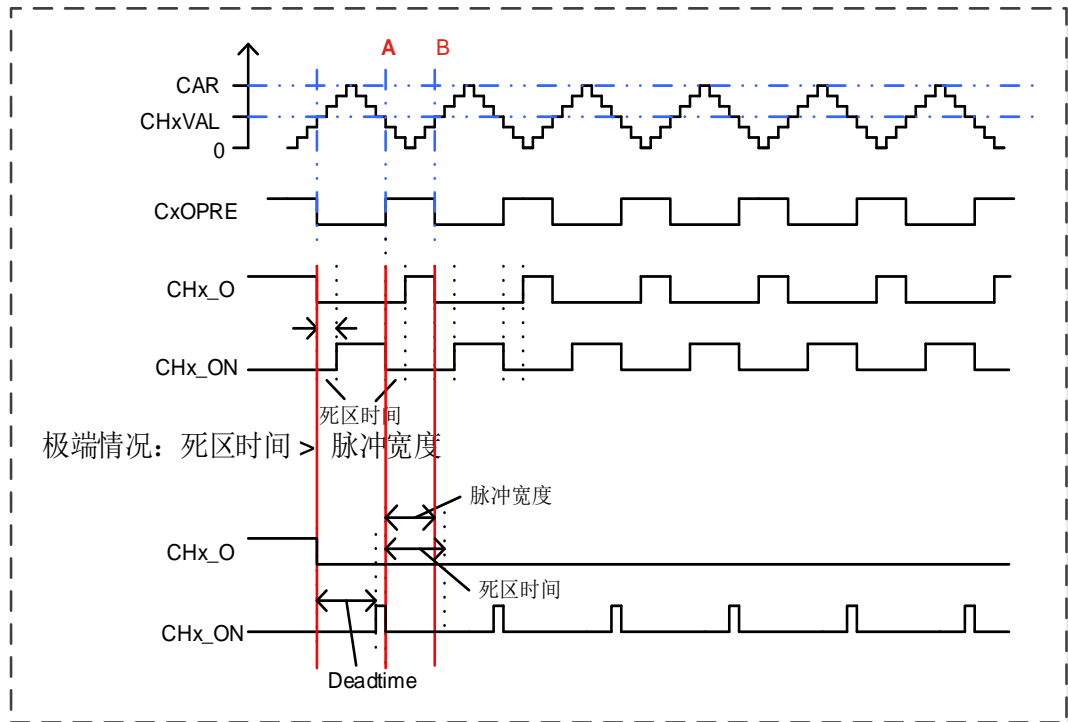 A B
CAR
CHxVAL
0
CxOPRE
CHx_O
CHx_ON
死区时间
极端情况：死区时间 > 脉冲宽度
脉冲宽度
CHx_O
死区时间
CHx_ON
Deadtime